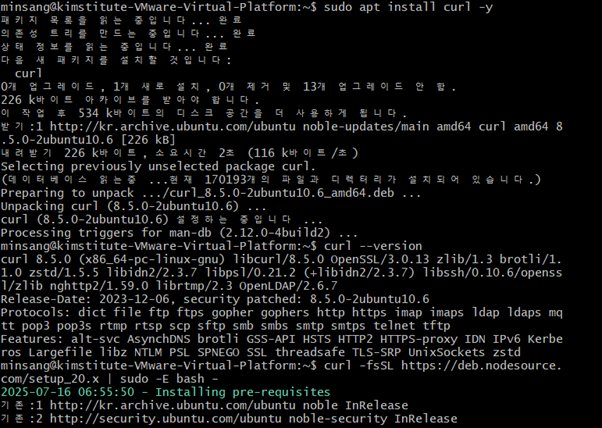 minsang@kimstitute-VMware-Virtual-Platform:~$ sudo apt install curl -y
패키지 목록을 읽는 중입니다... 완료
의존성 트리를 만드는 중입니다... 완료
상태 정보를 읽는 중입니다... 완료
다음 새 패키지를 설치할 것입니다:
  curl
0개 업그레이드, 1개 새로 설치, 0개 제거 및 13개 업그레이드 안 함.
226 k바이트 아카이브를 받아야 합니다.
이 작업 후 534 k바이트의 디스크 공간을 더 사용하게 됩니다.
받기:1 http://kr.archive.ubuntu.com/ubuntu noble-updates/main amd64 curl amd64 8
.5.0-2ubuntu10.6 [226 kB]
내려받기 226 k바이트, 소요시간 2초 (116 k바이트/초)
Selecting previously unselected package curl.
(데이터베이스 읽는중 ...현재 170193개의 파일과 디렉터리가 설치되어 있습니다.)
Preparing to unpack .../curl_8.5.0-2ubuntu10.6_amd64.deb ...
Unpacking curl (8.5.0-2ubuntu10.6) ...
curl (8.5.0-2ubuntu10.6) 설정하는 중입니다 ...
Processing triggers for man-db (2.12.0-4build2) ...
minsang@kimstitute-VMware-Virtual-Platform:~$ curl --version
curl 8.5.0 (x86_64-pc-linux-gnu) libcurl/8.5.0 OpenSSL/3.0.13 zlib/1.3 brotli/1.
1.0 zstd/1.5.5 libidn2/2.3.7 libpsl/0.21.2 (+libidn2/2.3.7) libssh/0.10.6/openss
l/zlib nghttp2/1.59.0 librtmp/2.3 OpenLDAP/2.6.7
Release-Date: 2023-12-06, security patched: 8.5.0-2ubuntu10.6
Protocols: dict file ftp ftps gopher gophers http https imap imaps ldap ldaps mq
tt pop3 pop3s rtmp rtsp scp sftp smb smbs smtp smtps telnet tftp
Features: alt-svc AsynchDNS brotli GSS-API HSTS HTTP2 HTTPS-proxy IDN IPv6 Kerbe
ros Largefile libz NTLM PSL SPNEGO SSL threadsafe TLS-SRP UnixSockets zstd
minsang@kimstitute-VMware-Virtual-Platform:~$ curl -fsSL https://deb.nodesource.
com/setup_20.x | sudo -E bash -
2025-07-16 06:55:50 - Installing pre-requisites
기존:1 http://kr.archive.ubuntu.com/ubuntu noble InRelease
기존:2 http://security.ubuntu.com/ubuntu noble-security InRelease